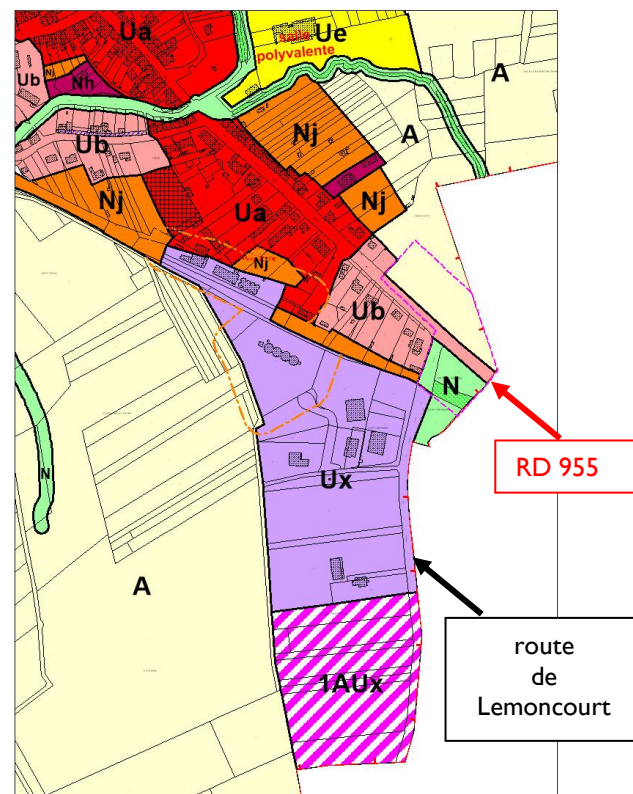 Ua
Ue
salle
polyvalente
Ub
Nj
Nh
A
A
Ub
Nj
Nj
Nj
Ua
Nj
Ub
N
RD 955
Ux
N
A
route
de
Lemoncourt
1AUx